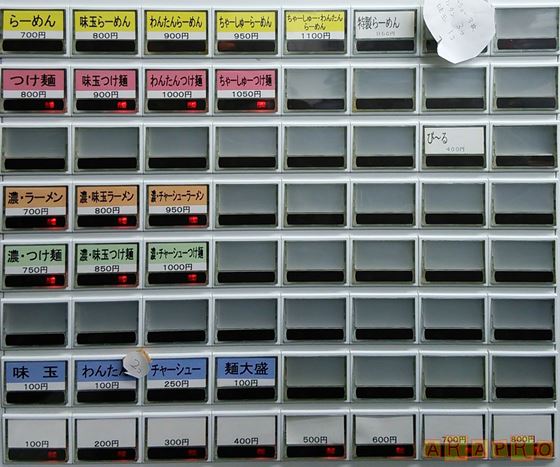 らーめん
700円
味玉らーめん
800円
わんたんらーめん
900円
ちゃーしゅーらーめん
950円
ちゃーしゅー・わんたん
らーめん
1100円
特製らーめん
つけ麺
800円
味玉つけ麺
900円
わんたんつけ麺
1000円
ちゃーしゅーつけ麺
1050円
び〜る
400円
濃・ラーメン
700円
濃・味玉ラーメン
800円
濃・チャーシューラーメン
950円
濃・つけ麺
750円
濃・味玉つけ麺
850円
濃・チャーシューつけ麺
1000円
味 玉
100円
わんたん
100円
チャーシュー
250円
麺大盛
100円
100円
200円
300円
400円
500円
600円
700円
800円
ARAPRO